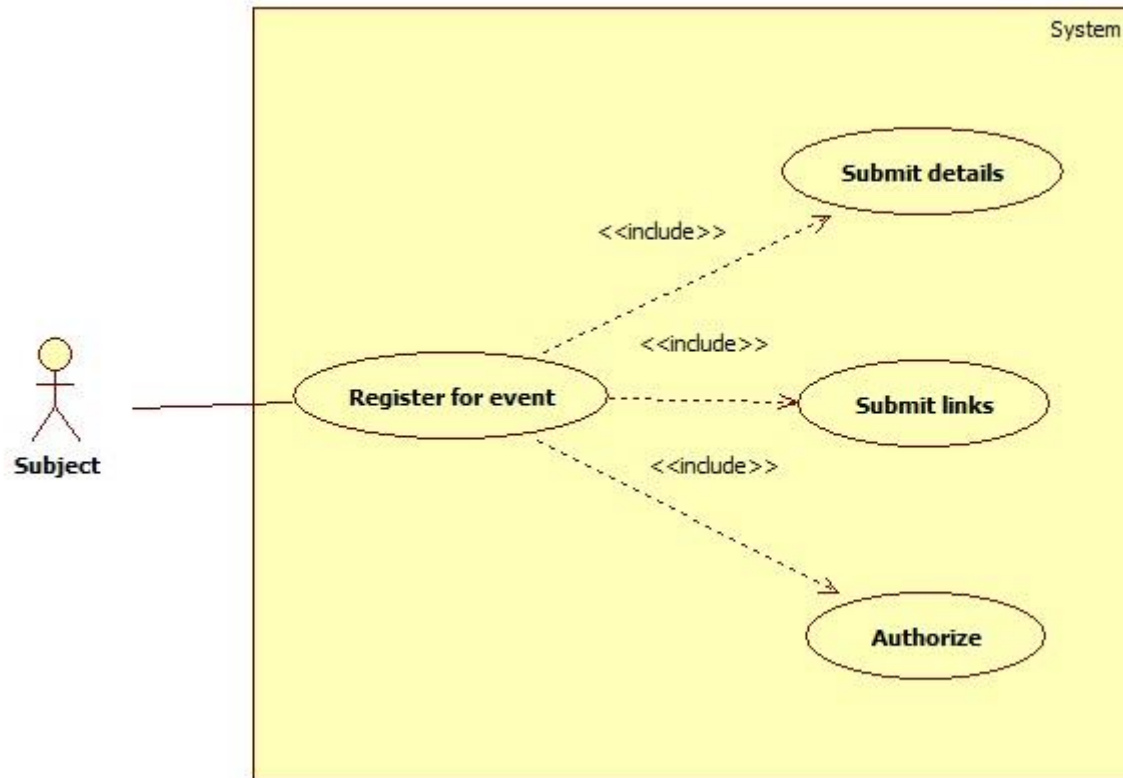 System
Submit details
<<include>>
<<include>>
Register for event
Submit links
<<include>>
Subject
Authorize